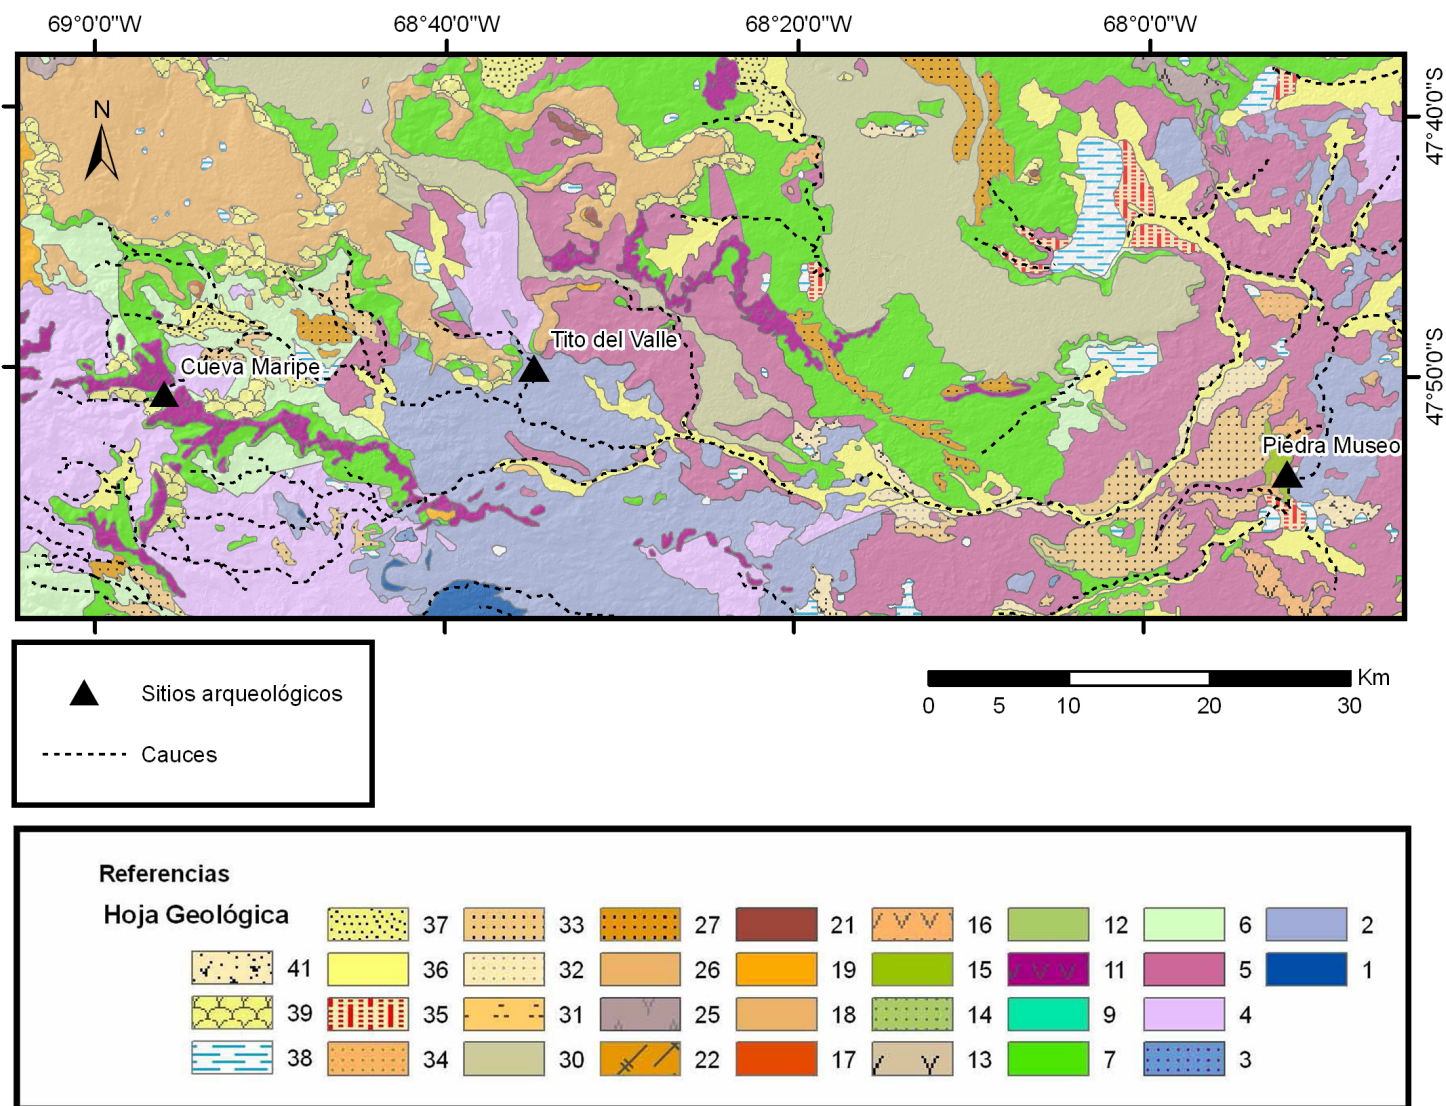 69°0'0"W 68°40'0"W 68°20'0"W 68°0'0"W
N
47°40'0"S
Tito del Valle
Cueva Maripe
47°50'0"S
Piedra Museo
Sitios arqueológicos
Cauces
Km
0 5 10 20 30
Referencias
Hoja Geológica
37 33 27 21 16 12 6 2
41 36 32 26 19 15 11 5 1
39 35 31 25 18 14 9 4
38 34 30 22 17 13 7 3